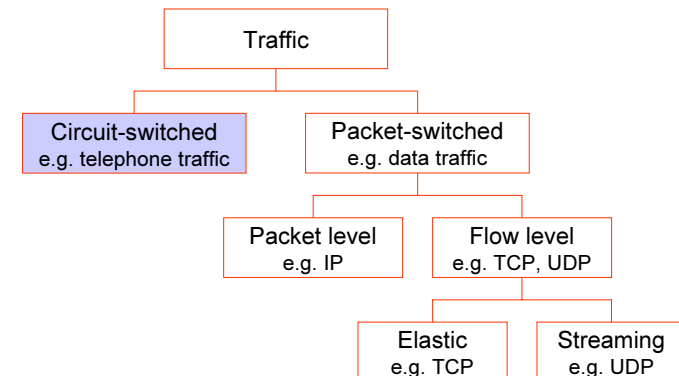 Traffic
Circuit-switched
e.g. telephone traffic
Packet-switched
e.g. data traffic
Packet level
e.g. IP
Flow level
e.g. TCP, UDP
Elastic
e.g. TCP
Streaming
e.g. UDP